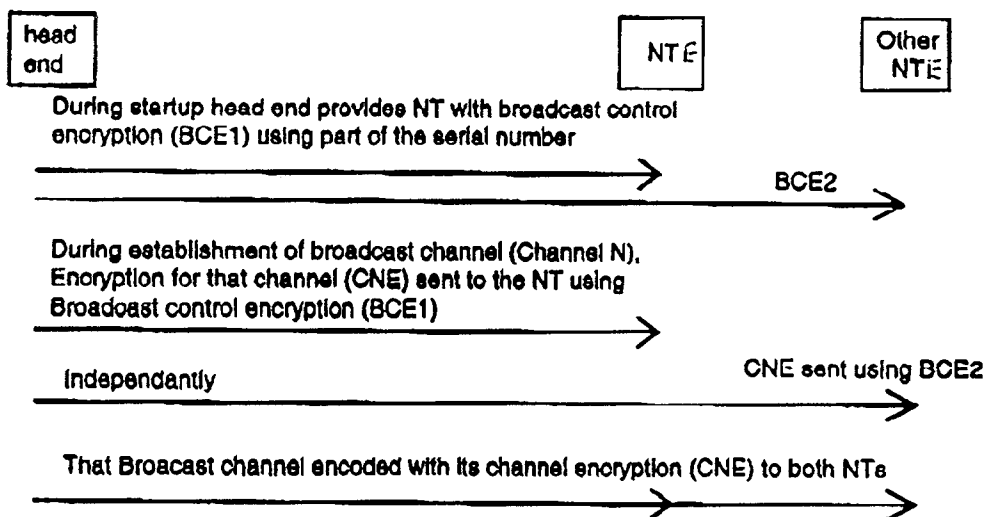 head
end
NTE
Other
NTE
During startup head end provides NT with broadcast control
encryption (BCE1) using part of the serial number
BCE2
During establishment of broadcast channel (Channel N),
Encryption for that channel (CNE) sent to the NT using
Broadcast control encryption (BCE1)
Independantly
CNE sent using BCE2
That Broacast channel encoded with its channel encryption (CNE) to both NTs